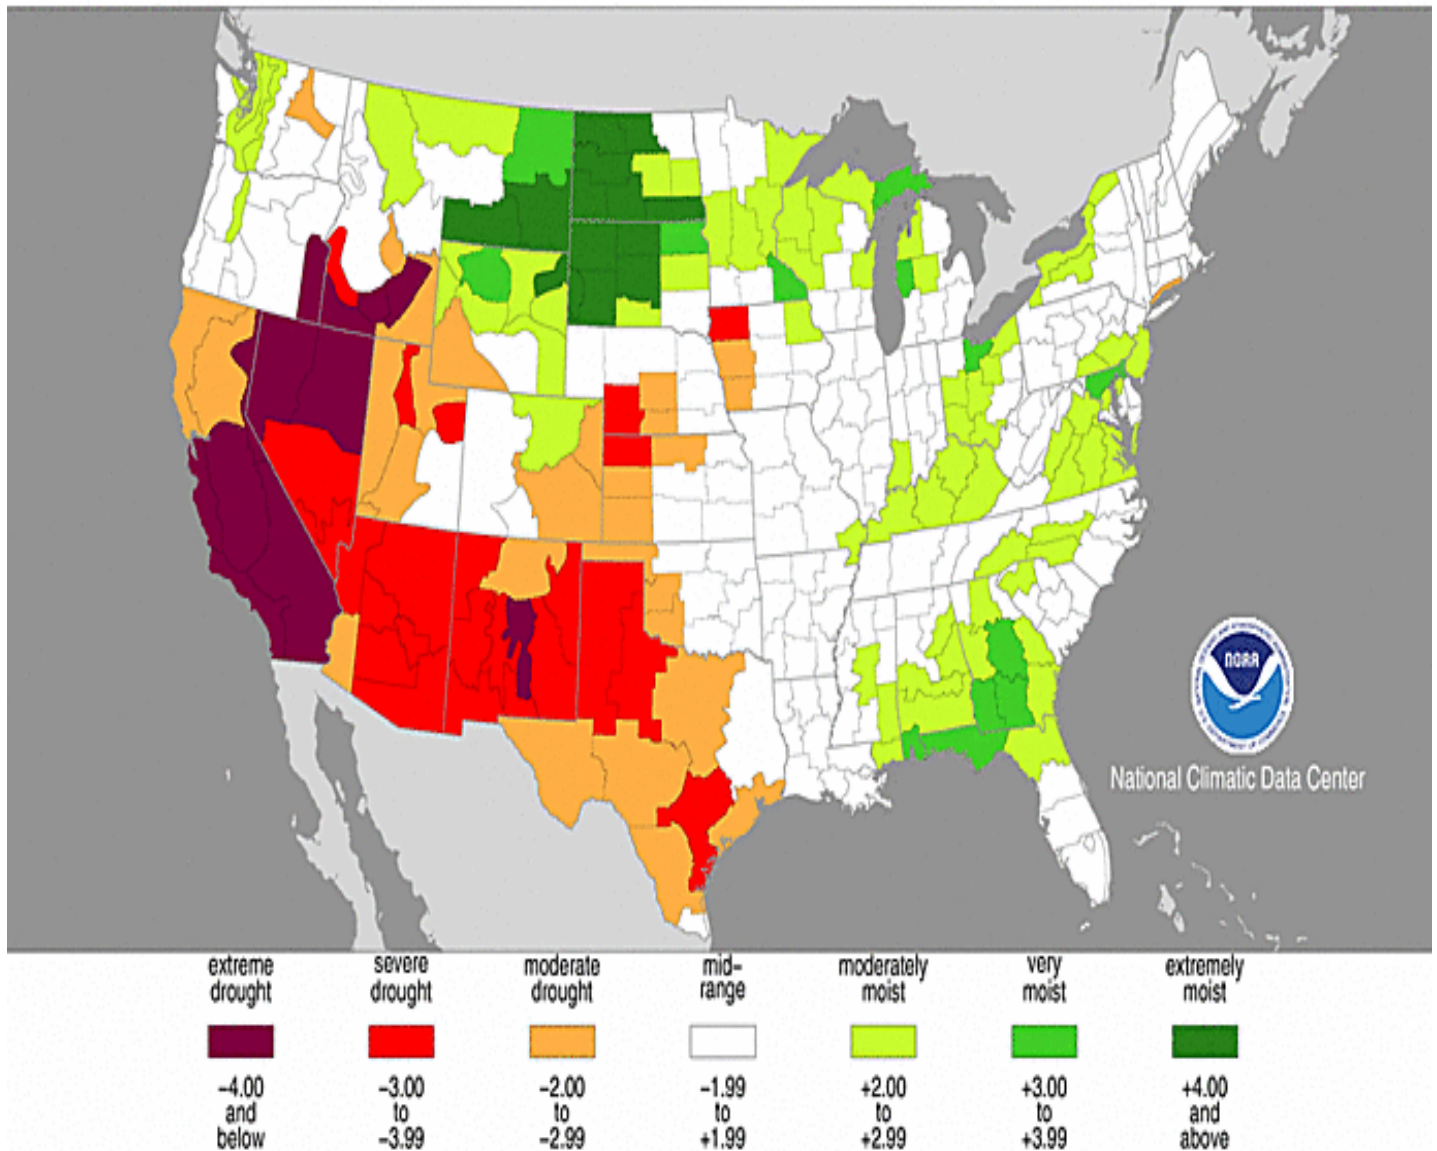 NOAA
National Climatic Data Center
extreme drought
severe drought
moderate drought
mid-range
moderately moist
very moist
extremely moist
-4.00 and below
-3.00 to -3.99
-2.00 to -2.99
-1.99 to +1.99
+2.00 to +2.99
+3.00 to +3.99
+4.00 and above